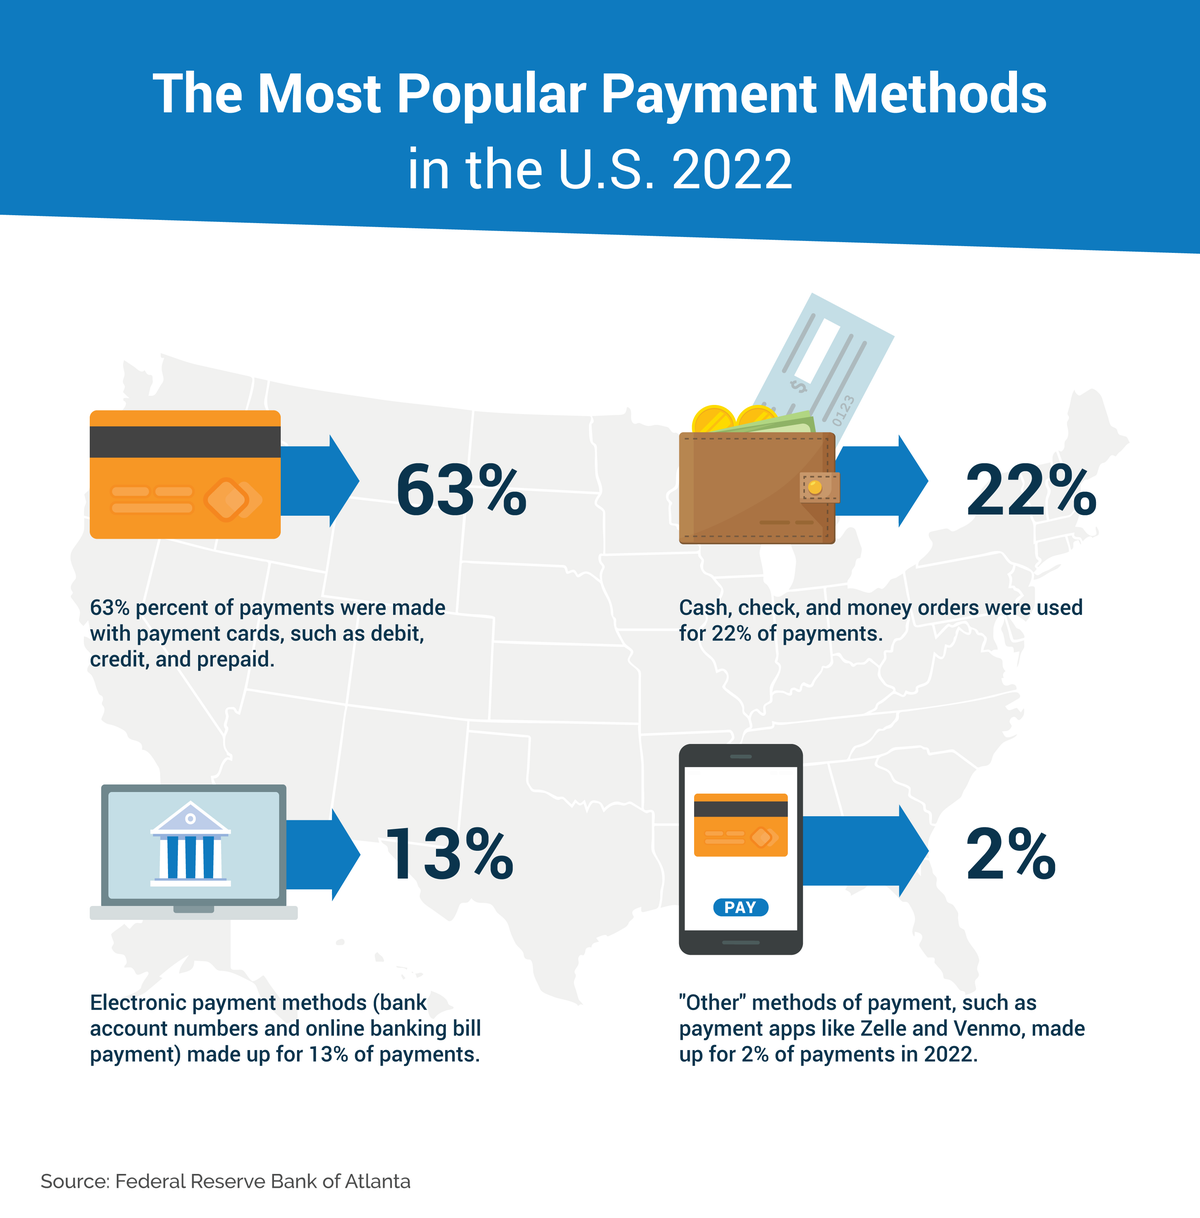 The Most Popular Payment Methods
in the U.S. 2022
63%
63% percent of payments were made
with payment cards, such as debit,
credit, and prepaid.
$
0123
22%
Cash, check, and money orders were used
for 22% of payments.
13%
Electronic payment methods (bank
account numbers and online banking bill
payment) made up for 13% of payments.
PAY
2%
"Other" methods of payment, such as
payment apps like Zelle and Venmo, made
up for 2% of payments in 2022.
Source: Federal Reserve Bank of Atlanta